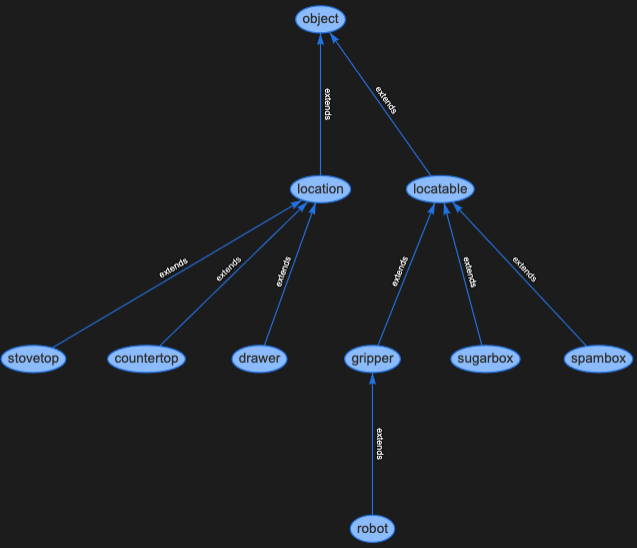 object
extends
extends
location
locatable
extends
extends
extends
extends
extends
extends
stovetop
countertop
drawer
gripper
sugarbox
spambox
extends
robot